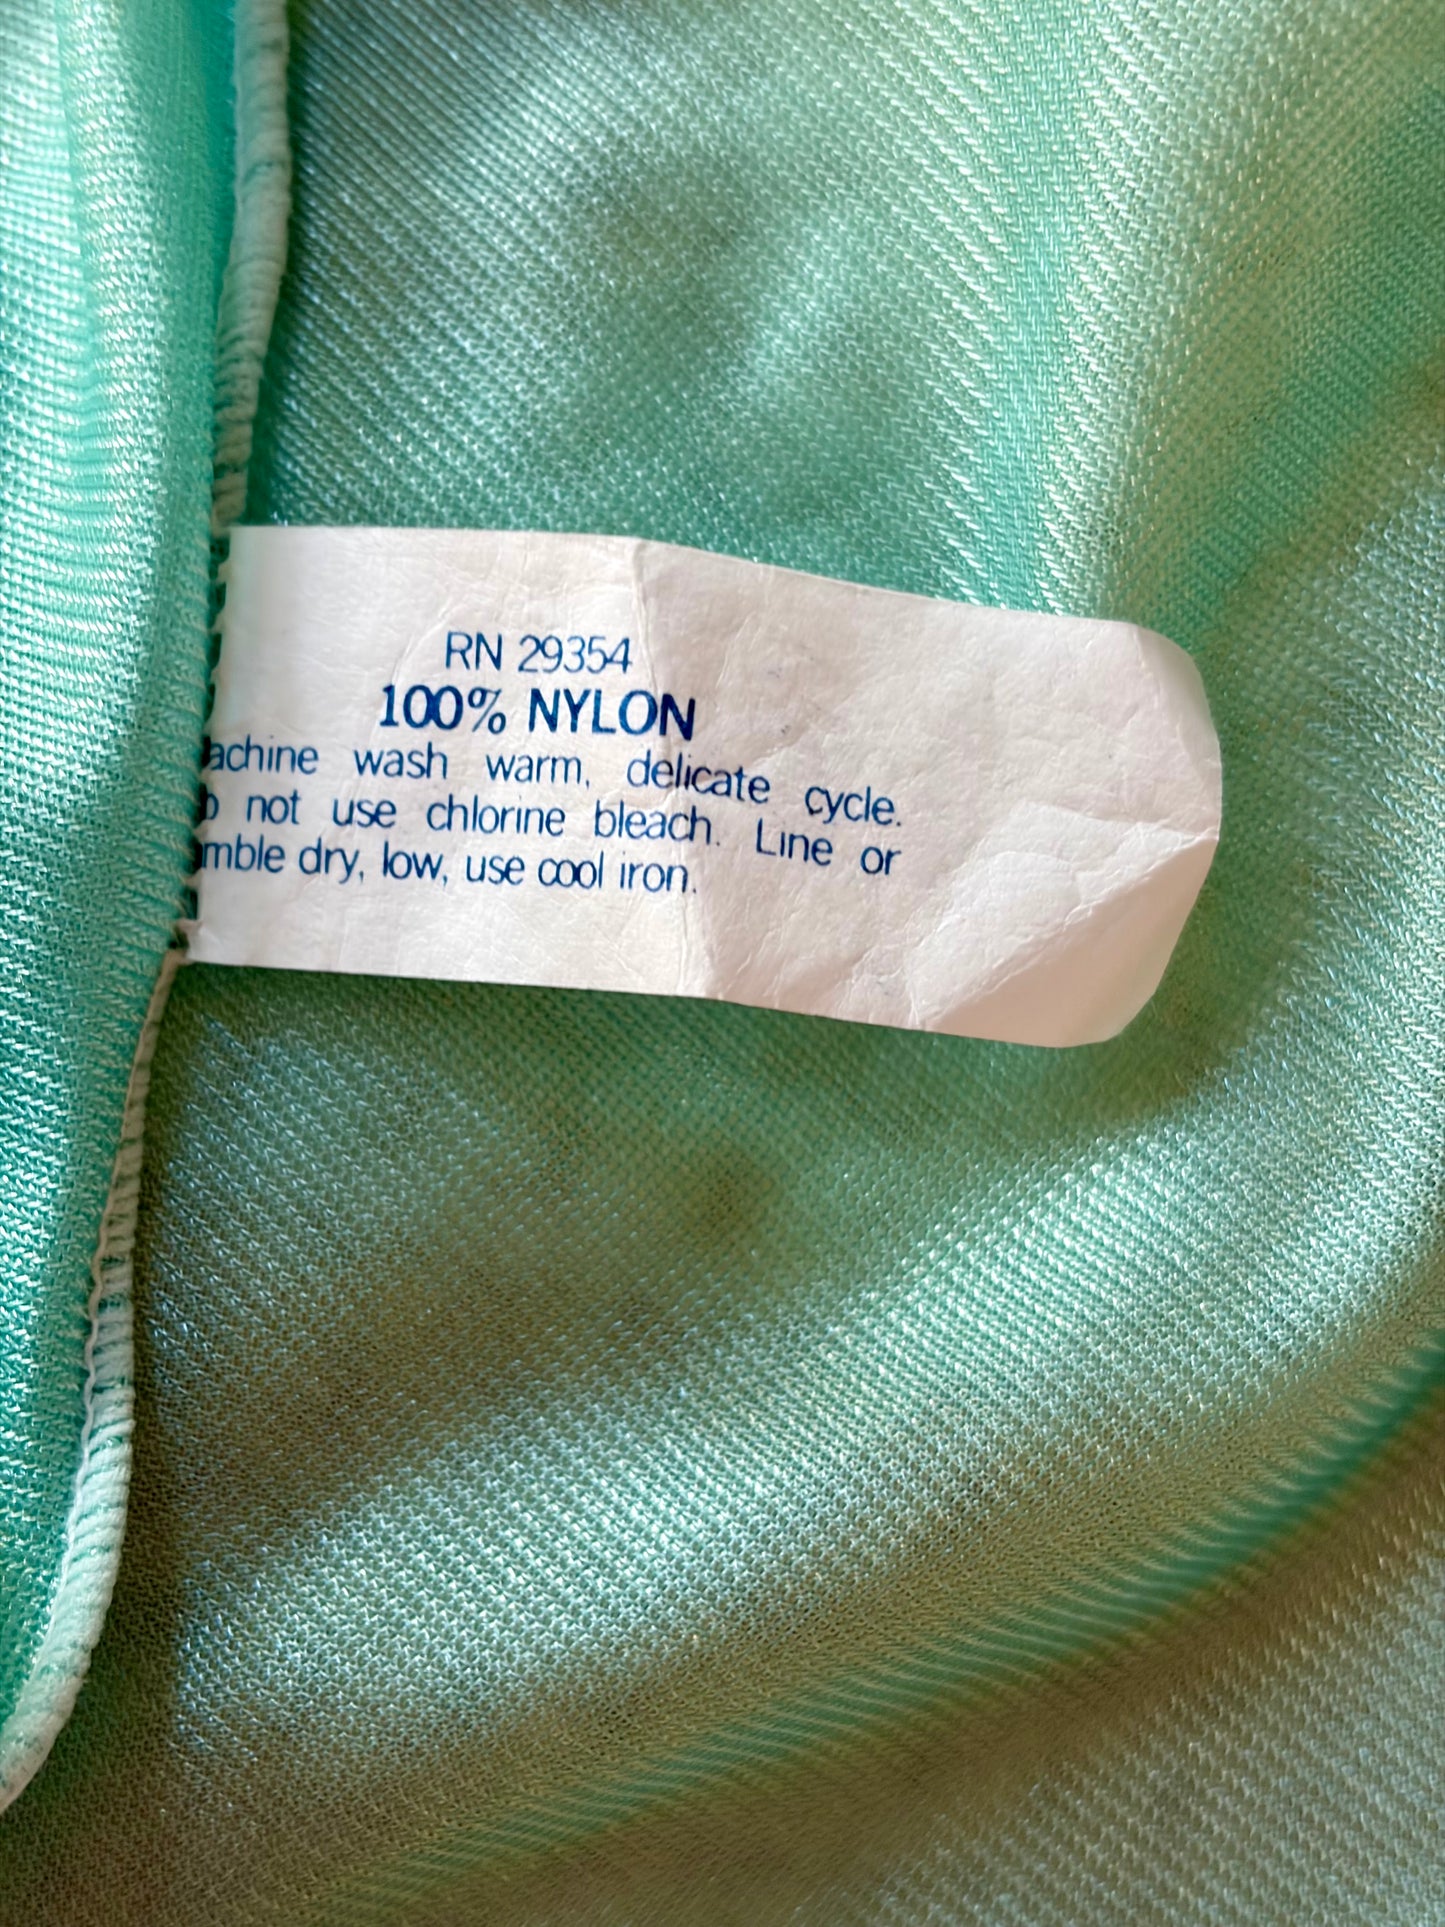 RN 29354
100% NYLON
achine wash warm, delicate cycle.
o not use chlorine bleach. Line or
mble dry, low, use cool iron.